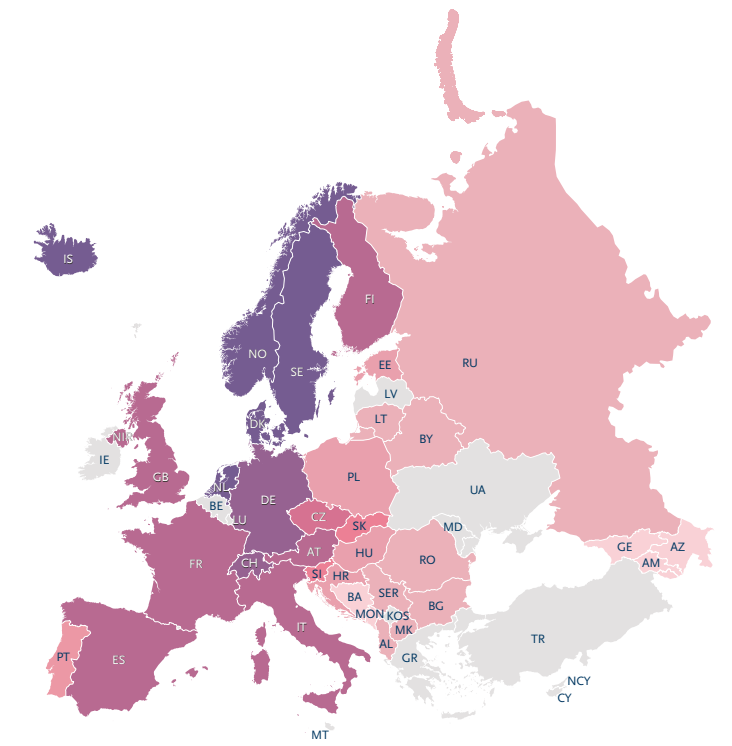 IS
FI
NO
RU
EE
SE
LV
LT
DK
NIR
BY
IE
GB
PL
NL
UA
DE
BE
CZ
LU
SK
MD
GE
AZ
AT
HU
FR
CH
RO
AM
SI
HR
SER
BA
BG
MON
KOS
IT
MK
TR
AL
PT
GR
ES
NCY
CY
MT